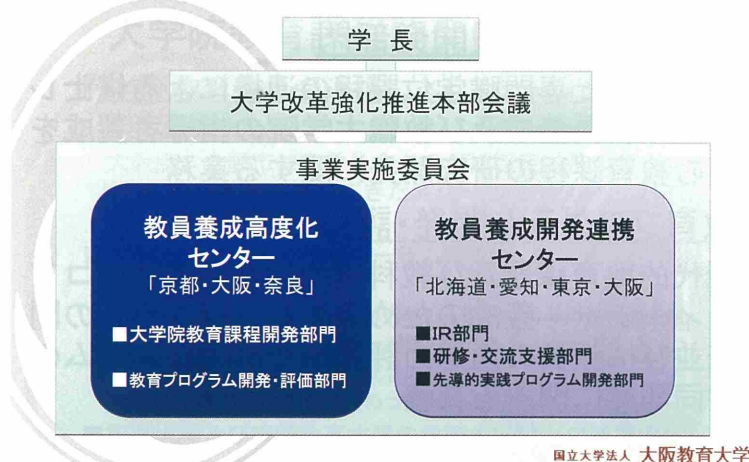 学 長
大学改革強化推進本部会議
事業実施委員会
教員養成高度化
センター
「京都・大阪・奈良」
■大学院教育課程開発部門
■教育プログラム開発・評価部門
教員養成開発連携
センター
「北海道・愛知・東京・大阪」
■IR部門
■研修・交流支援部門
■先導的実践プログラム開発部門
国立大学法人 大阪教育大学